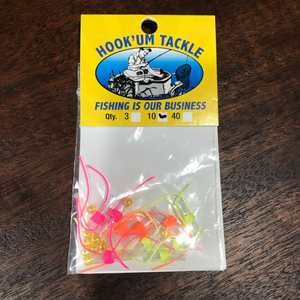 HOOK'UM TACKLE
FISHING IS OUR BUSINESS
Qty. 3 10 40